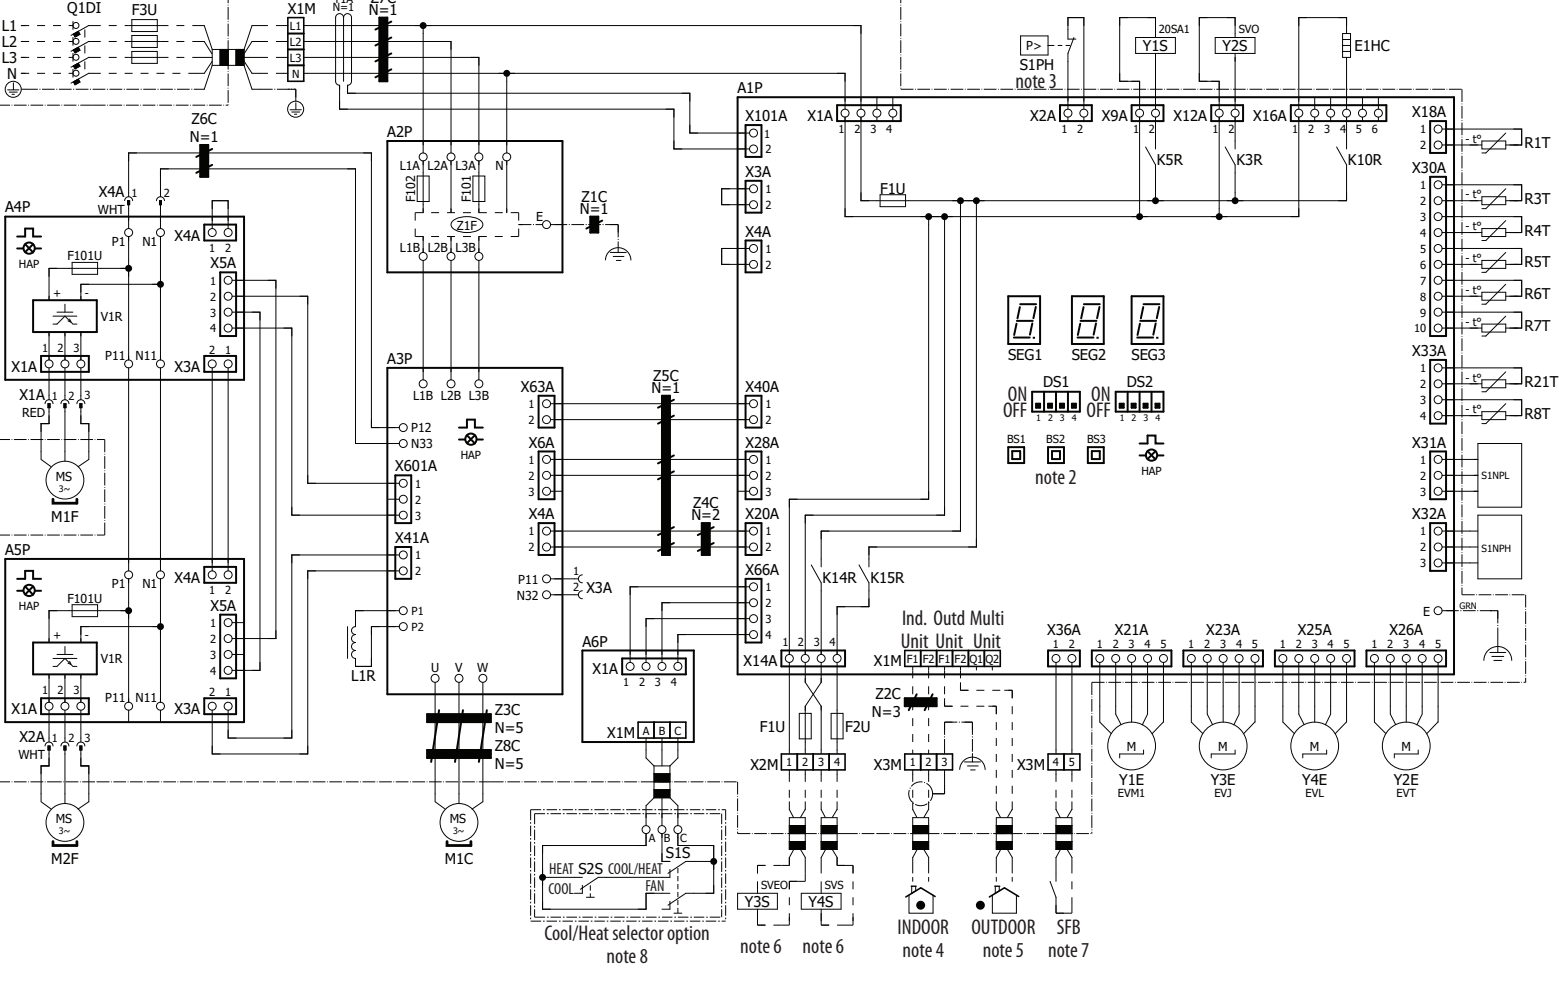 Q1DI
F3U
X1M
N=1
Z7C
N=1
L1
L2
L3
N
L1
L2
L3
N
Z6C
N=1
A2P
L1A L2A L3A N
F102
F101
Z1F
E
L1B L2B L3B
Z1C
N=1
P>
S1PH
note 3
20SA1
Y1S
SVO
Y2S
E1HC
A1P
X101A
1
2
X3A
1
2
X4A
1
2
X1A
1 2 3 4
X2A
1 2
X9A
1 2
X12A
1 2
X16A
1 2 3 4 5 6
F1U
K5R
K3R
K10R
X18A
1
2
- t°
R1T
X30A
1
2
3
4
5
6
7
8
9
10
- t°
R3T
- t°
R4T
- t°
R5T
- t°
R6T
- t°
R7T
X33A
1
2
3
4
- t°
R21T
- t°
R8T
X31A
1
2
3
S1NPL
X32A
1
2
3
S1NPH
E
GRN
SEG1
SEG2
SEG3
ON
OFF
DS1
1 2 3 4
ON
OFF
DS2
1 2 3 4
BS1
BS2
BS3
HAP
note 2
X4A
WHT
1
2
A4P
HAP
P1
N1
X4A
1 2
F101U
X5A
1
2
3
4
+
-
V1R
1 2 3
X1A
P11
N11
X3A
2 1
X1A
RED
1
2
3
MS
3~
M1F
A5P
HAP
P1
N1
X4A
1 2
F101U
X5A
1
2
3
4
+
-
V1R
1 2 3
X1A
P11
N11
X3A
2 1
X2A
WHT
1
2
3
MS
3~
M2F
A3P
L1B L2B L3B
P12
N33
HAP
X601A
1
2
3
X41A
1
2
P1
P2
L1R
X63A
1
2
X6A
1
2
3
X4A
1
2
P11
N32
1
2
X3A
U V W
Z3C
N=5
Z8C
N=5
MS
3~
M1C
Z5C
N=1
Z4C
N=2
X40A
1
2
X28A
1
2
3
X20A
1
2
X66A
1
2
3
4
A6P
X1A
1 2 3 4
X1M
A B C
A
B
C
S1S
HEAT
S2S
COOL/HEAT
COOL
FAN
Cool/Heat selector option
note 8
K14R
K15R
X14A
1 2 3 4
F1U
F2U
X2M
1 2 3 4
SVEO
Y3S
note 6
SVS
Y4S
note 6
Ind. Outd Multi
Unit Unit Unit
X1M
F1 F2 F1 F2 Q1 Q2
Z2C
N=3
X3M
1 2 3
INDOOR
note 4
OUTDOOR
note 5
X36A
1 2
X3M
4 5
SFB
note 7
X21A
1 2 3 4 5
M
Y1E
EVM1
X23A
1 2 3 4 5
M
Y3E
EVJ
X25A
1 2 3 4 5
M
Y4E
EVL
X26A
1 2 3 4 5
M
Y2E
EVT